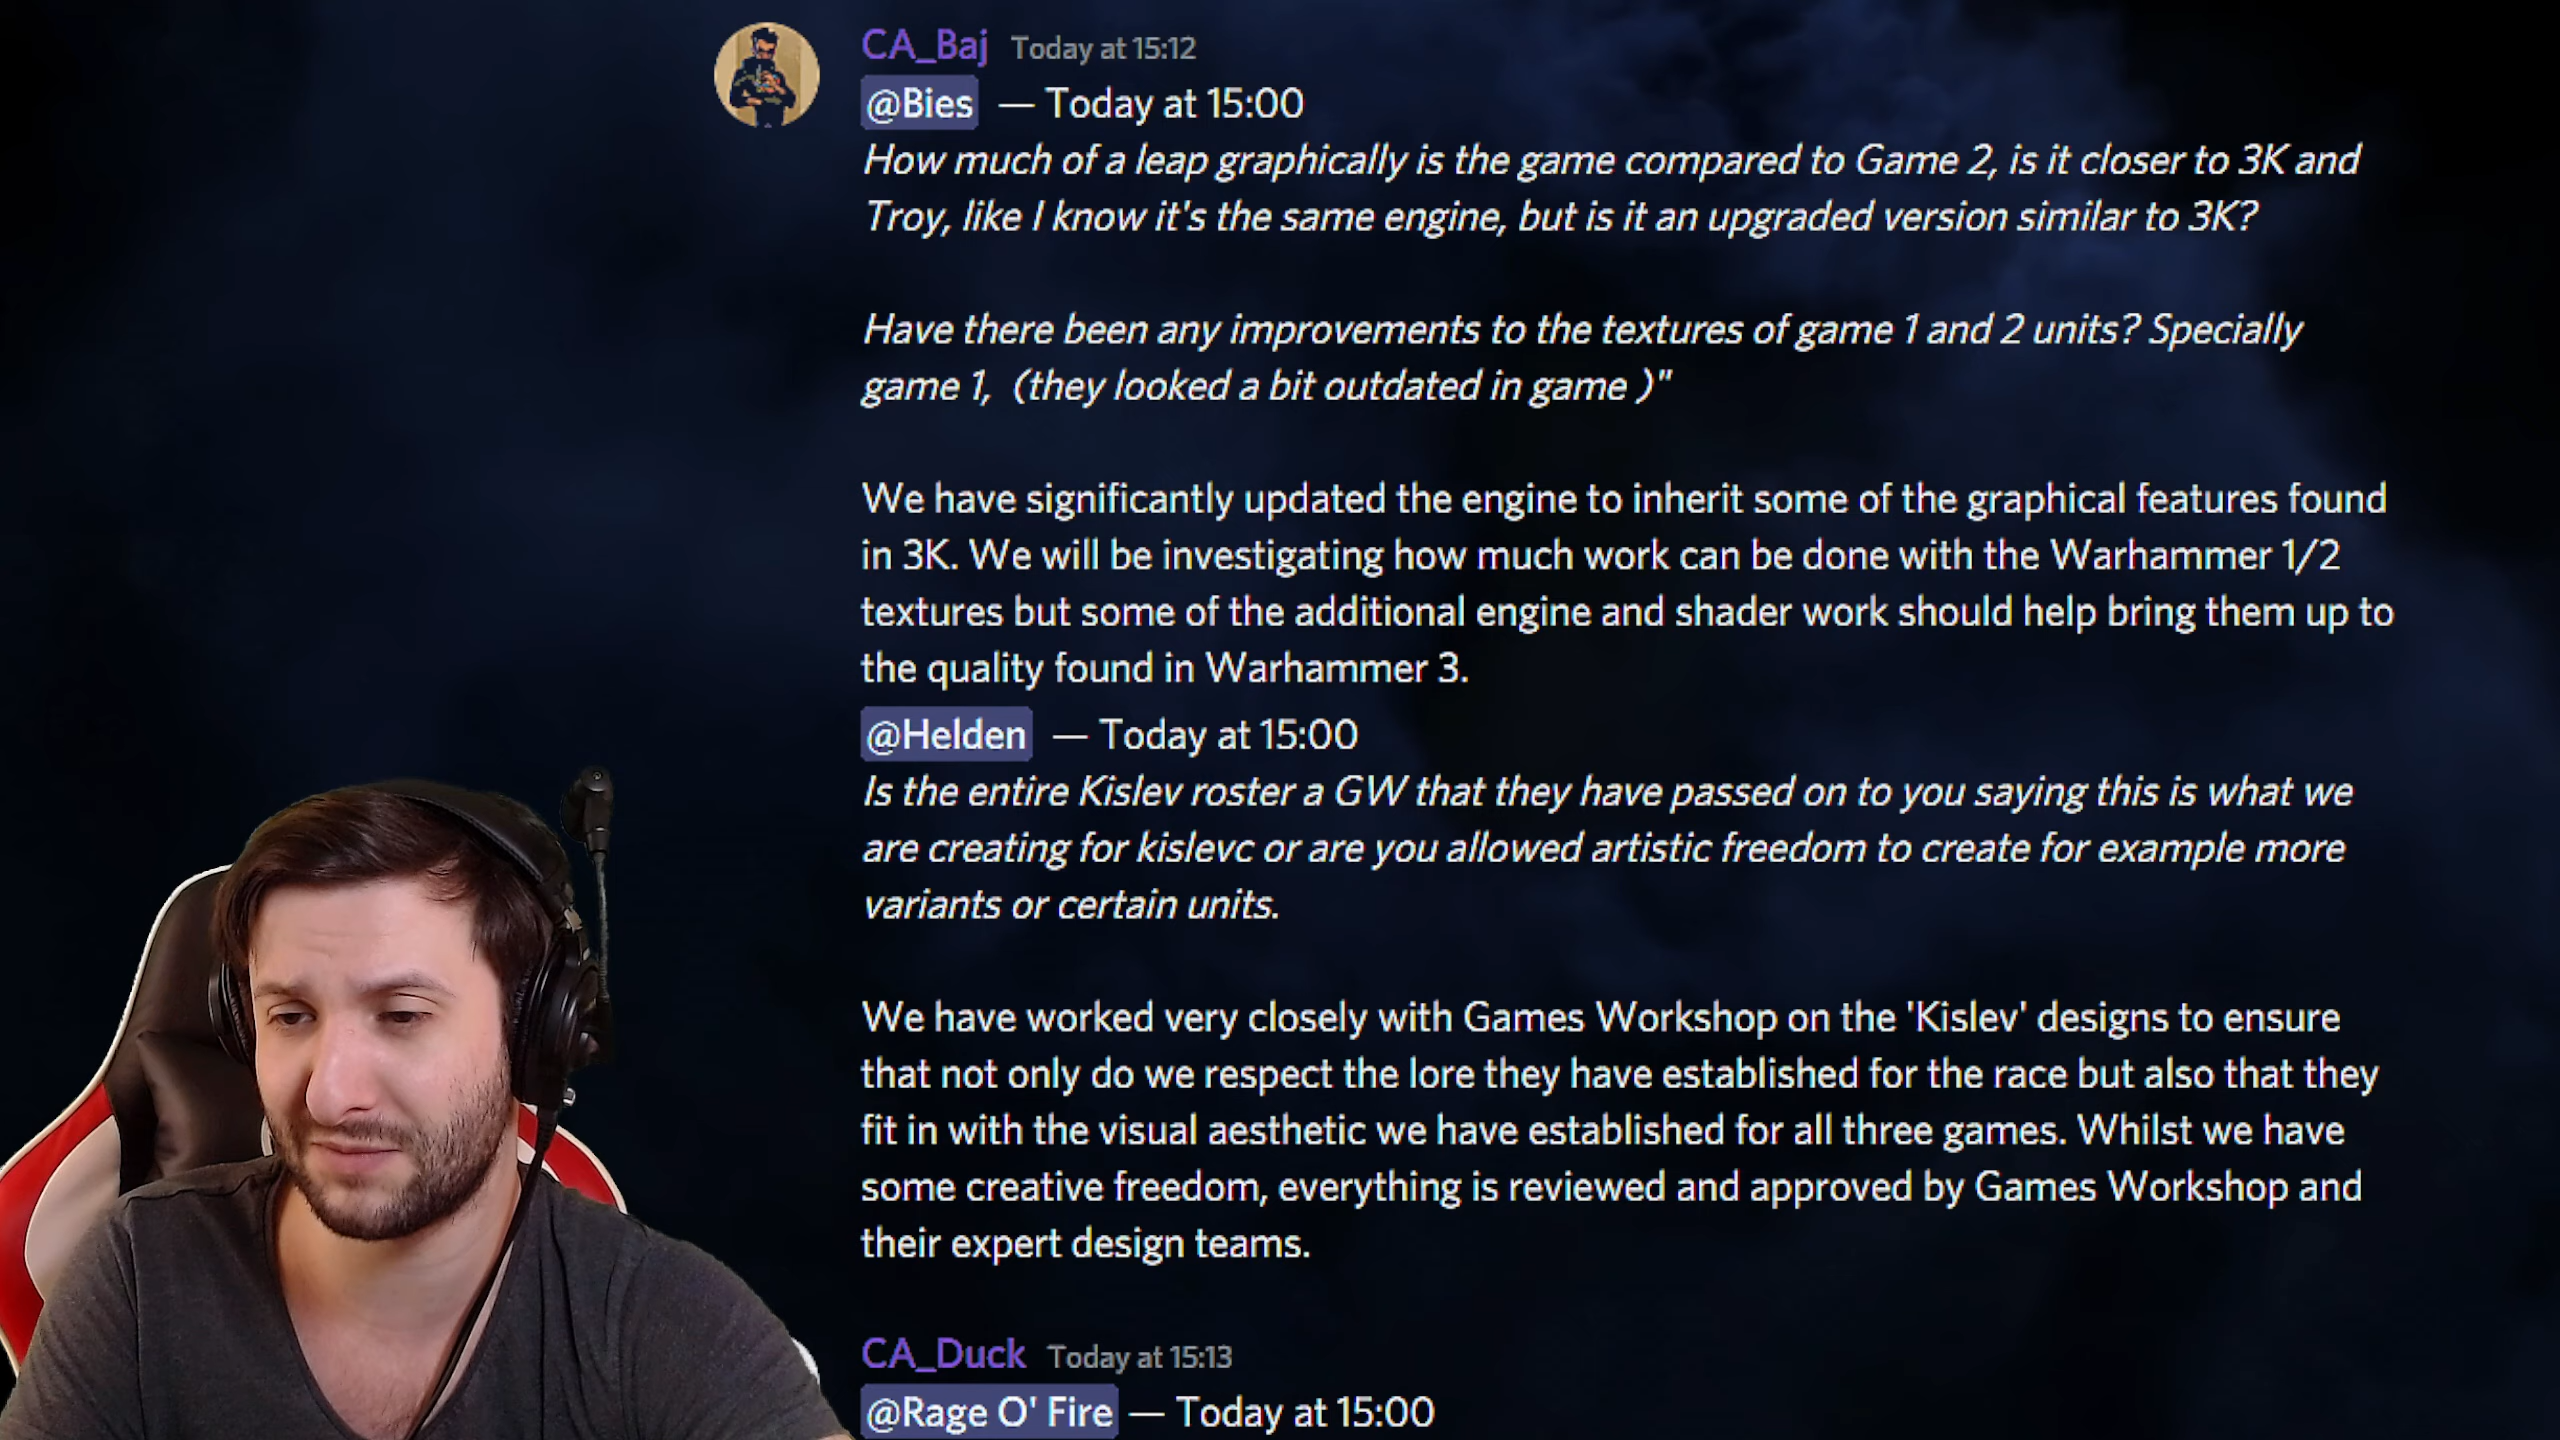 CA_Baj Today at 15:12
@Bies — Today at 15:00
How much of a leap graphically is the game compared to Game 2, is it closer to 3K and
Troy, like I know it's the same engine, but is it an upgraded version similar to 3K?
Have there been any improvements to the textures of game 1 and 2 units? Specially
game 1, (they looked a bit outdated in game )"
We have significantly updated the engine to inherit some of the graphical features found
in 3K. We will be investigating how much work can be done with the Warhammer 1/2
textures but some of the additional engine and shader work should help bring them up to
the quality found in Warhammer 3.
@Helden — Today at 15:00
Is the entire Kislev roster a GW that they have passed on to you saying this is what we
are creating for kislevc or are you allowed artistic freedom to create for example more
variants or certain units.
We have worked very closely with Games Workshop on the 'Kislev' designs to ensure
that not only do we respect the lore they have established for the race but also that they
fit in with the visual aesthetic we have established for all three games. Whilst we have
some creative freedom, everything is reviewed and approved by Games Workshop and
their expert design teams.
CA_Duck Today at 15:13
@Rage O' Fire — Today at 15:00